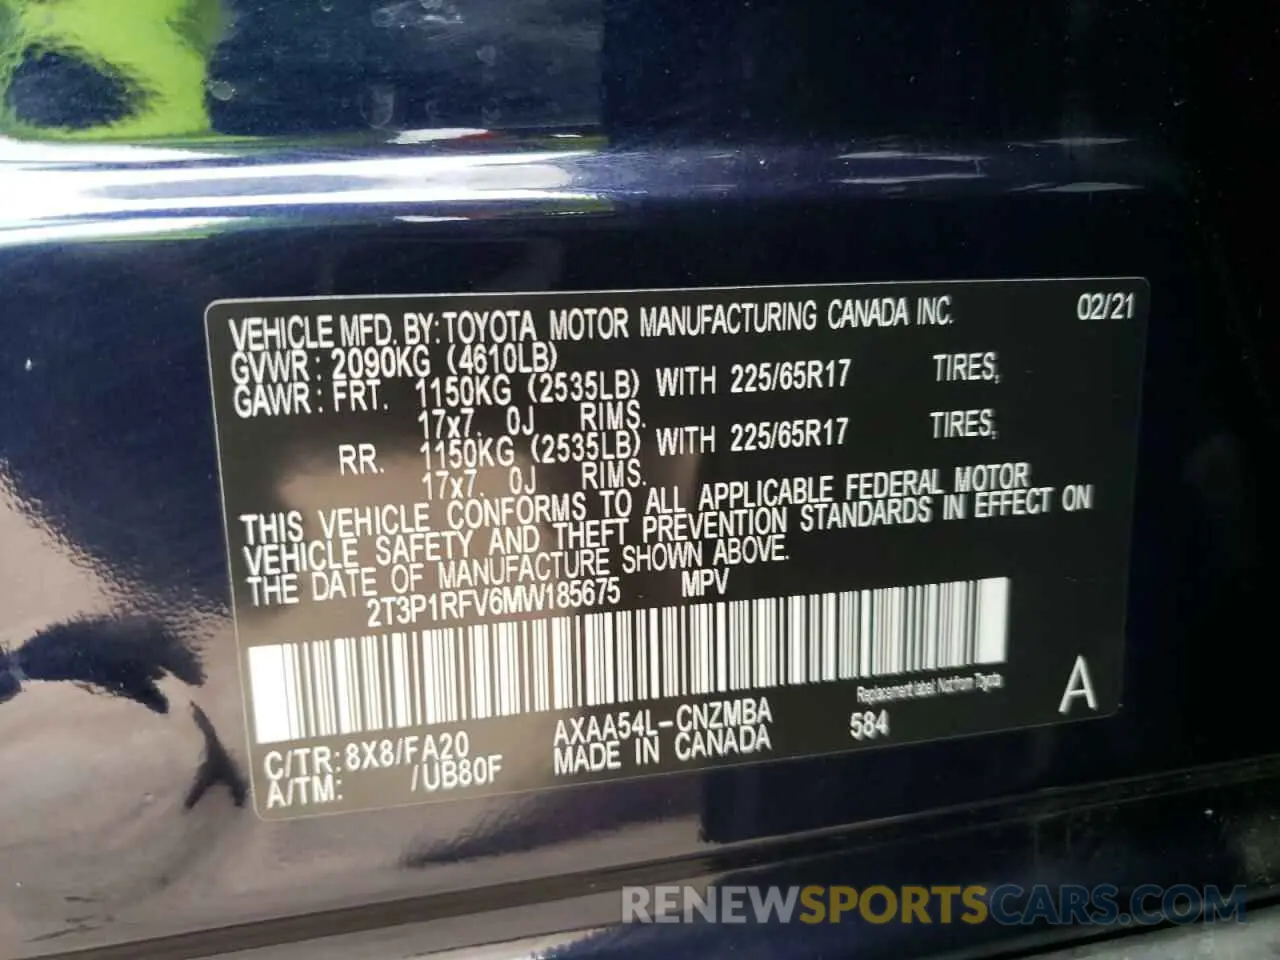 VEHICLE MFD. BY: TOYOTA MOTOR MANUFACTURING CANADA INC. 02/21
GVWR: 2090KG (4610LB)
GAWR: FRT. 1150KG (2535LB) WITH 225/65R17 TIRES,
17x7. 0J RIMS.
RR. 1150KG (2535LB) WITH 225/65R17 TIRES,
17x7. 0J RIMS.
THIS VEHICLE CONFORMS TO ALL APPLICABLE FEDERAL MOTOR
VEHICLE SAFETY AND THEFT PREVENTION STANDARDS IN EFFECT ON
THE DATE OF MANUFACTURE SHOWN ABOVE.
2T3P1RFV6MW185675 MPV
Replacement label: Not from Toyota
A
C/TR: 8X8/FA20 AXAA54L-CNZMBA 584
A/TM: /UB80F MADE IN CANADA
RENEWSPORTSCARS.COM